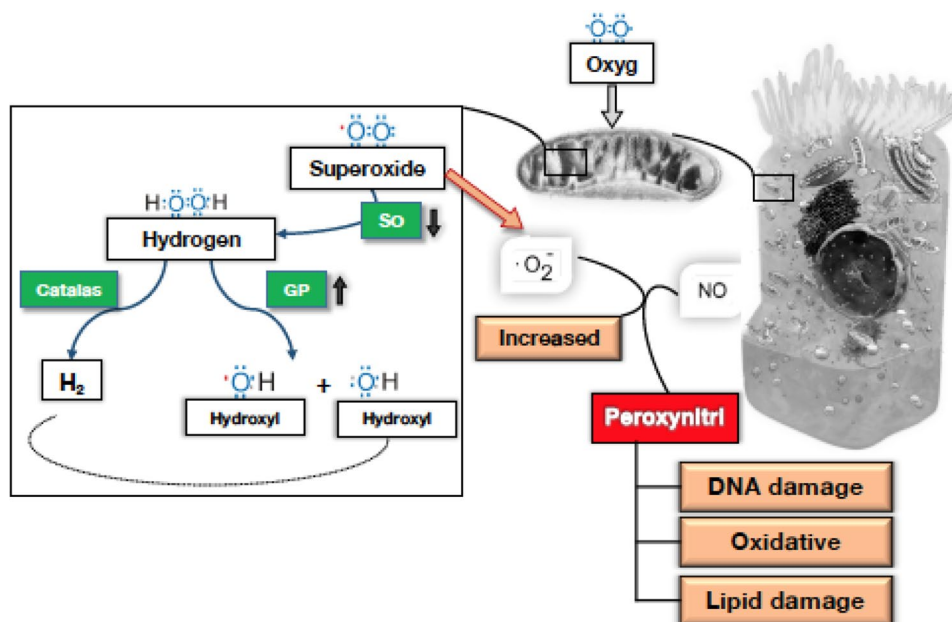 ·O:O·
Oxyg
·O:O:
Superoxide
So
H:O:O:H
Hydrogen
Catalas
GP
·O2-
NO
Increased
H2
·O:H
+
:O:H
Hydroxyl
Hydroxyl
Peroxynitri
DNA damage
Oxidative
Lipid damage